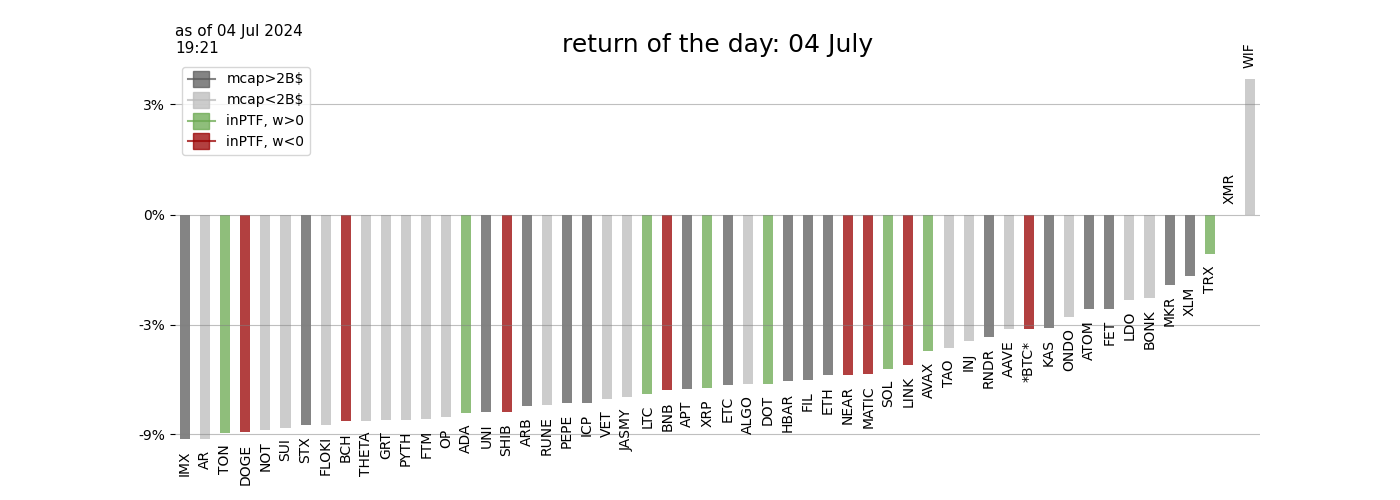 as of 04 Jul 2024
19:21
return of the day: 04 July
mcap>2B$
mcap<2B$
inPTF, w>0
inPTF, w<0
3%
0%
-3%
-9%
IMX
AR
TON
DOGE
NOT
SUI
STX
FLOKI
BCH
THETA
GRT
PYTH
FTM
OP
ADA
UNI
SHIB
ARB
RUNE
PEPE
ICP
VET
JASMY
LTC
BNB
APT
XRP
ETC
ALGO
DOT
HBAR
FIL
ETH
NEAR
MATIC
SOL
LINK
AVAX
TAO
INJ
RNDR
AAVE
*BTC*
KAS
ONDO
ATOM
FET
LDO
BONK
MKR
XLM
TRX
XMR
WIF